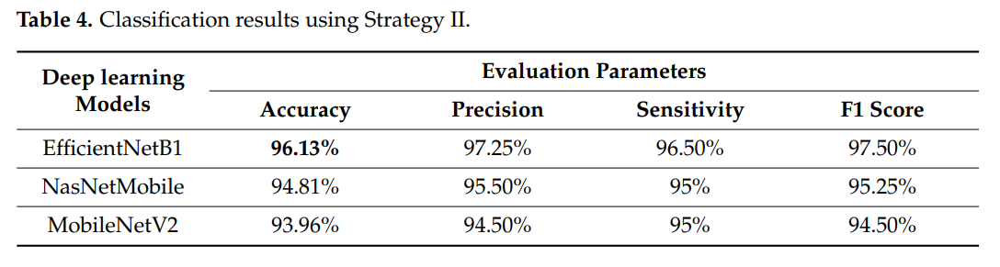 Table 4. Classification results using Strategy II.
Deep learning Models Evaluation Parameters
Accuracy Precision Sensitivity F1 Score
EfficientNetB1 96.13% 97.25% 96.50% 97.50%
NasNetMobile 94.81% 95.50% 95% 95.25%
MobileNetV2 93.96% 94.50% 95% 94.50%